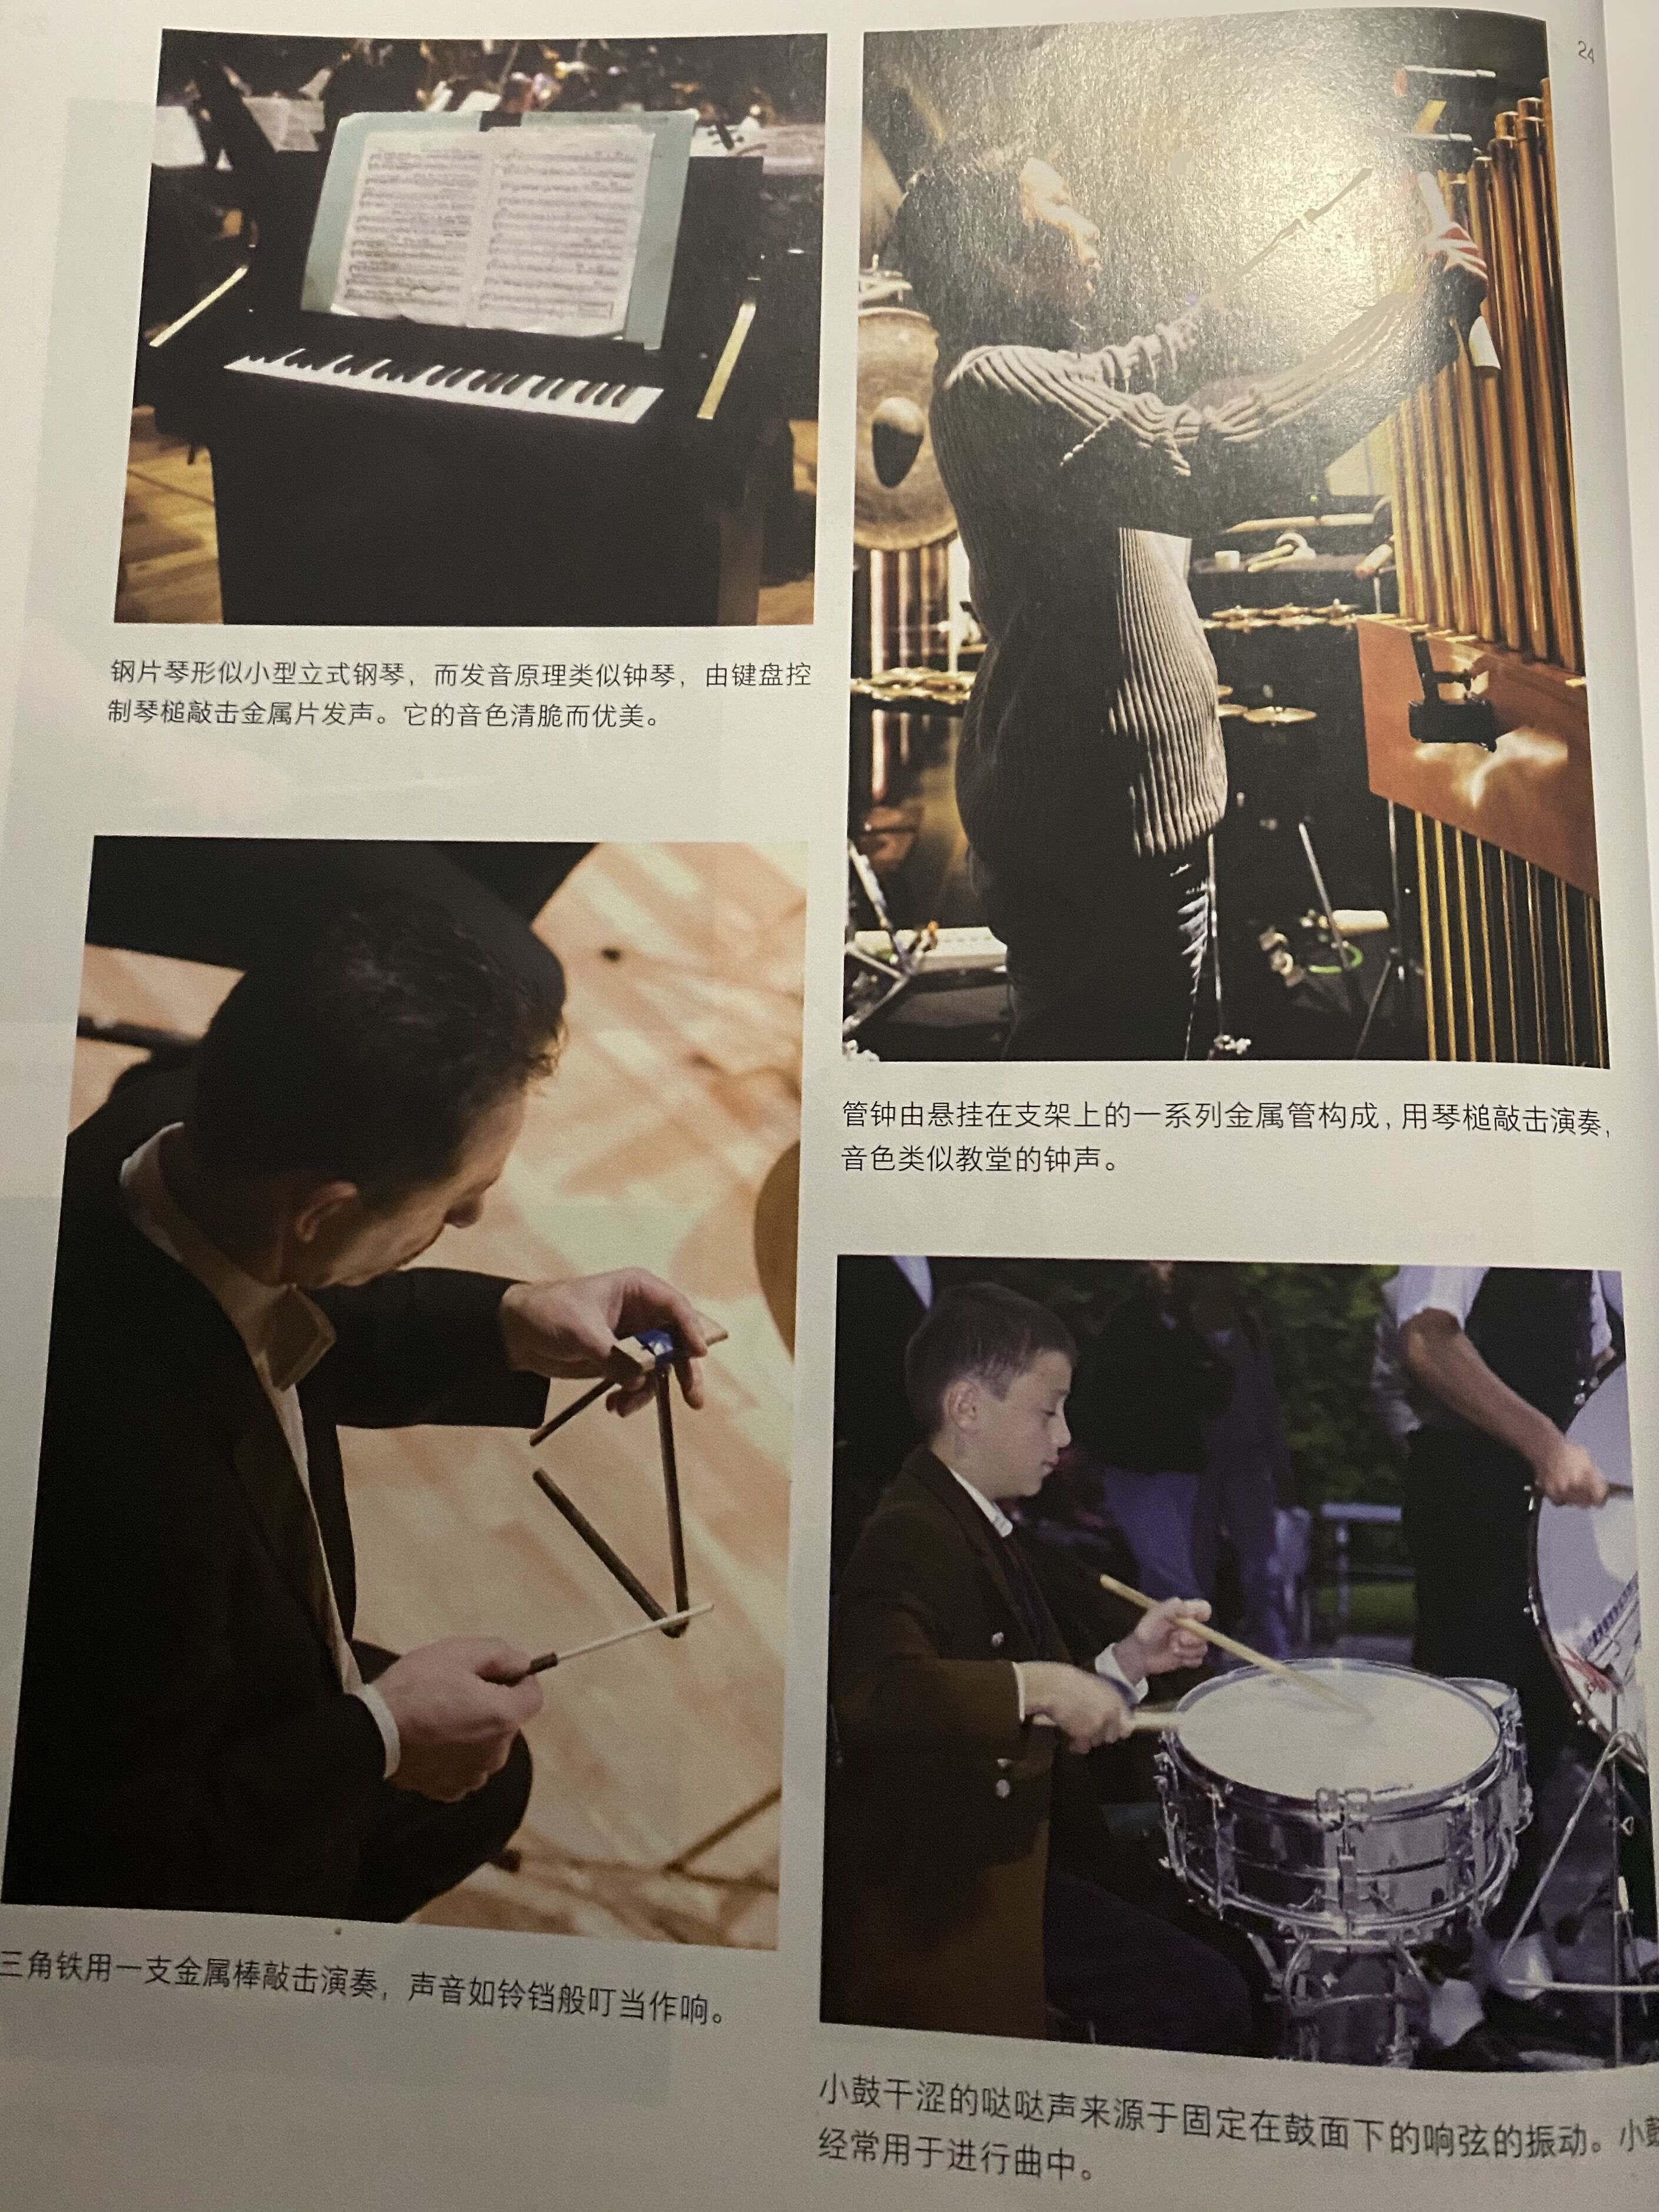 24
钢片琴形似小型立式钢琴，而发音原理类似钟琴，由键盘控
制琴槌敲击金属片发声。它的音色清脆而优美。
管钟由悬挂在支架上的一系列金属管构成，用琴槌敲击演奏，
音色类似教堂的钟声。
三角铁用一支金属棒敲击演奏，声音如铃铛般叮当作响。
小鼓干涩的哒哒声来源于固定在鼓面下的响弦的振动。小鼓
经常用于进行曲中。